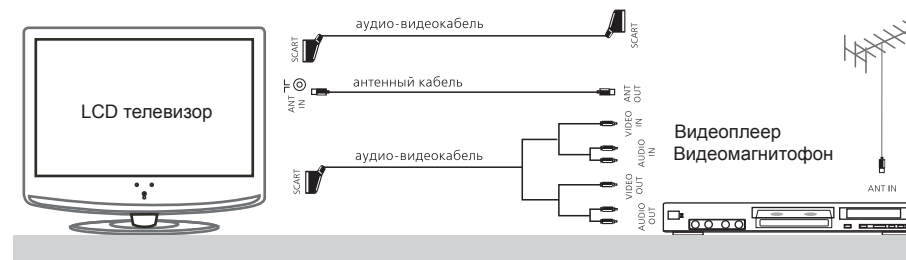 аудио-видеокабель
SCART
SCART
LCD телевизор
ANT
IN
антенный кабель
ANT
OUT
VIDEO
IN
AUDIO
IN
аудио-видеокабель
SCART
VIDEO
OUT
AUDIO
OUT
Видеоплеер
Видеомагнитофон
ANT IN